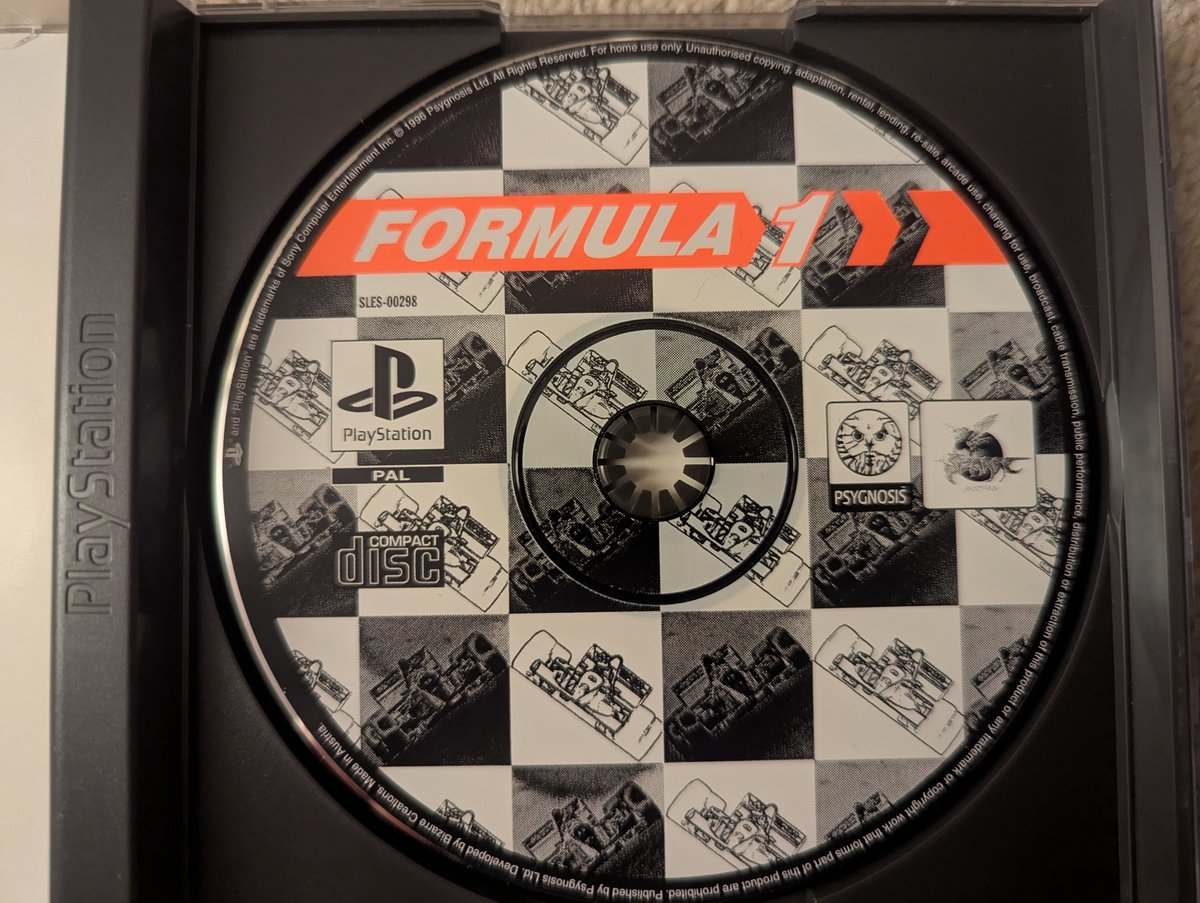 PlayStation
FORMULA 1
SLES-00298
PlayStation
PAL
COMPACT
disc
PSYGNOSIS
and "PlayStation" are trademarks of Sony Computer Entertainment Inc. © 1996 Psygnosis Ltd. All Rights Reserved. For home use only. Unauthorised copying, adaptation, rental, lending, re-sale, arcade use, charging for use, broadcast, cable transmission, public performance, distribution or extraction of this product or any trademark or copyright work that forms part of this product are prohibited. Published by Psygnosis Ltd. Developed by Bizarre Creations. Made in Austria.